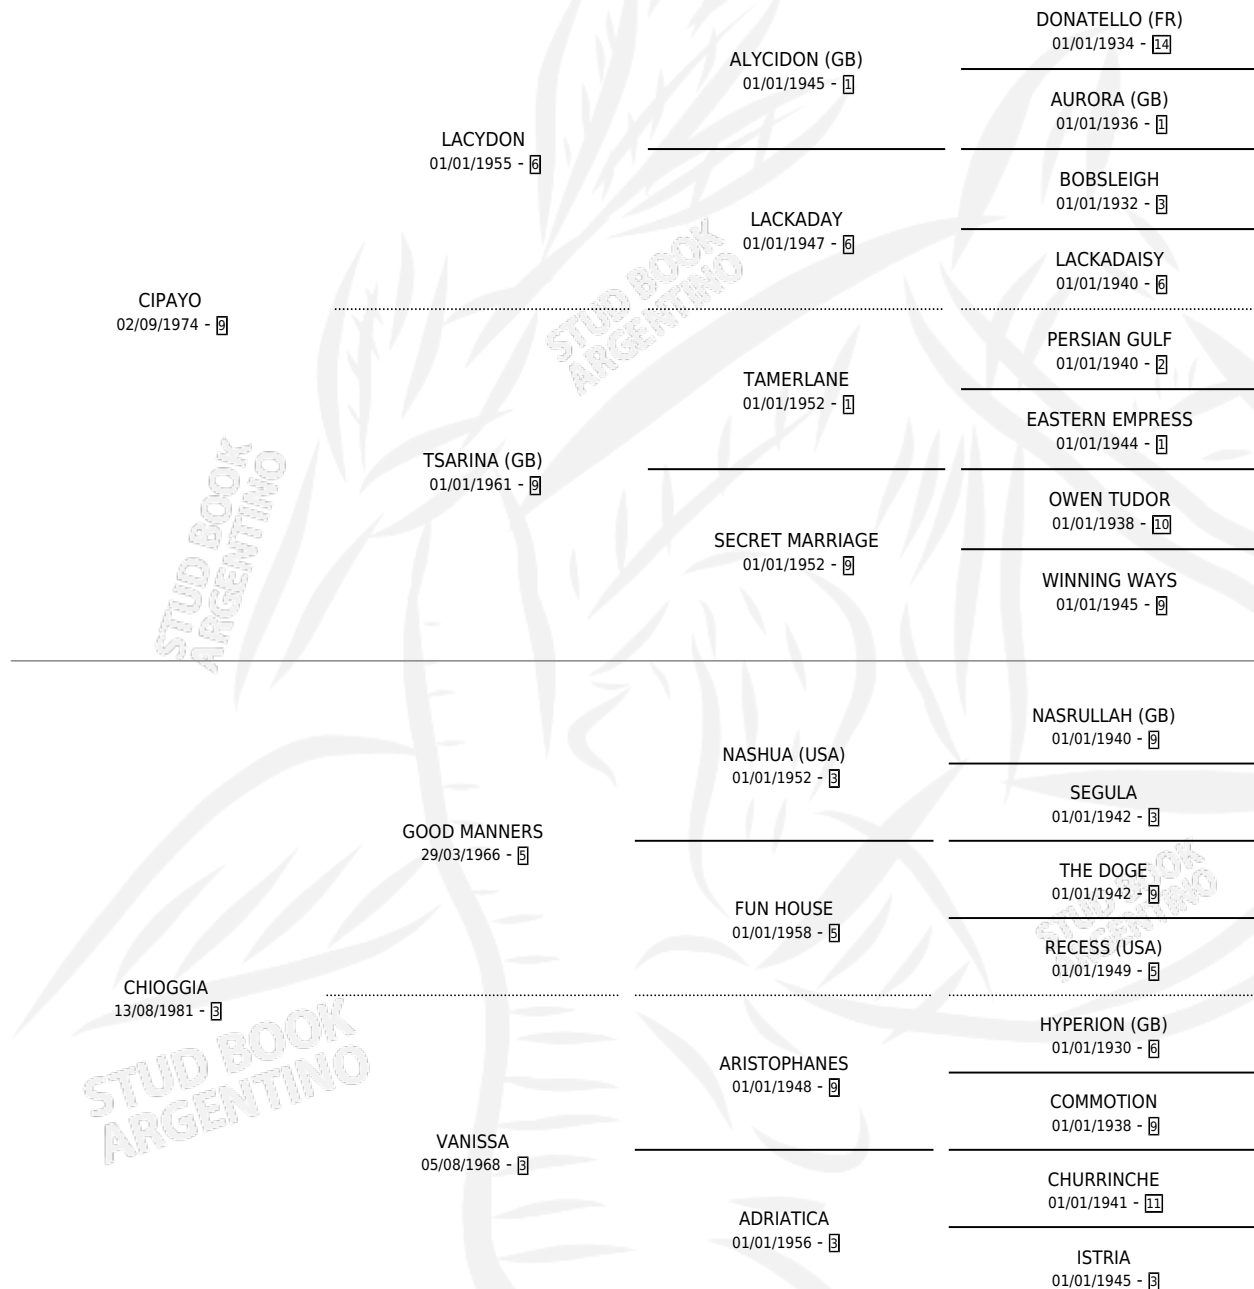 DONATELLO (FR)
01/01/1934 - 14
ALYCIDON (GB)
01/01/1945 - 1
AURORA (GB)
01/01/1936 - 1
LACYDON
01/01/1955 - 6
BOBSLEIGH
01/01/1932 - 3
LACKADAY
01/01/1947 - 6
LACKADAISY
01/01/1940 - 6
CIPAYO
02/09/1974 - 9
PERSIAN GULF
01/01/1940 - 2
TAMERLANE
01/01/1952 - 1
EASTERN EMPRESS
01/01/1944 - 1
TSARINA (GB)
01/01/1961 - 9
OWEN TUDOR
01/01/1938 - 10
SECRET MARRIAGE
01/01/1952 - 9
WINNING WAYS
01/01/1945 - 9
NASRULLAH (GB)
01/01/1940 - 9
NASHUA (USA)
01/01/1952 - 3
SEGULA
01/01/1942 - 3
GOOD MANNERS
29/03/1966 - 5
THE DOGE
01/01/1942 - 9
FUN HOUSE
01/01/1958 - 5
RECESS (USA)
01/01/1949 - 5
CHIOGGIA
13/08/1981 - 3
HYPERION (GB)
01/01/1930 - 6
ARISTOPHANES
01/01/1948 - 9
COMMOTION
01/01/1938 - 9
VANISSA
05/08/1968 - 3
CHURRINCHE
01/01/1941 - 11
ADRIATICA
01/01/1956 - 3
ISTRIA
01/01/1945 - 3
STUD BOOK
ARGENTINO
STUD BOOK
ARGENTINO
STUD BOOK
ARGENTINO
STUD BOOK
ARGENTINO